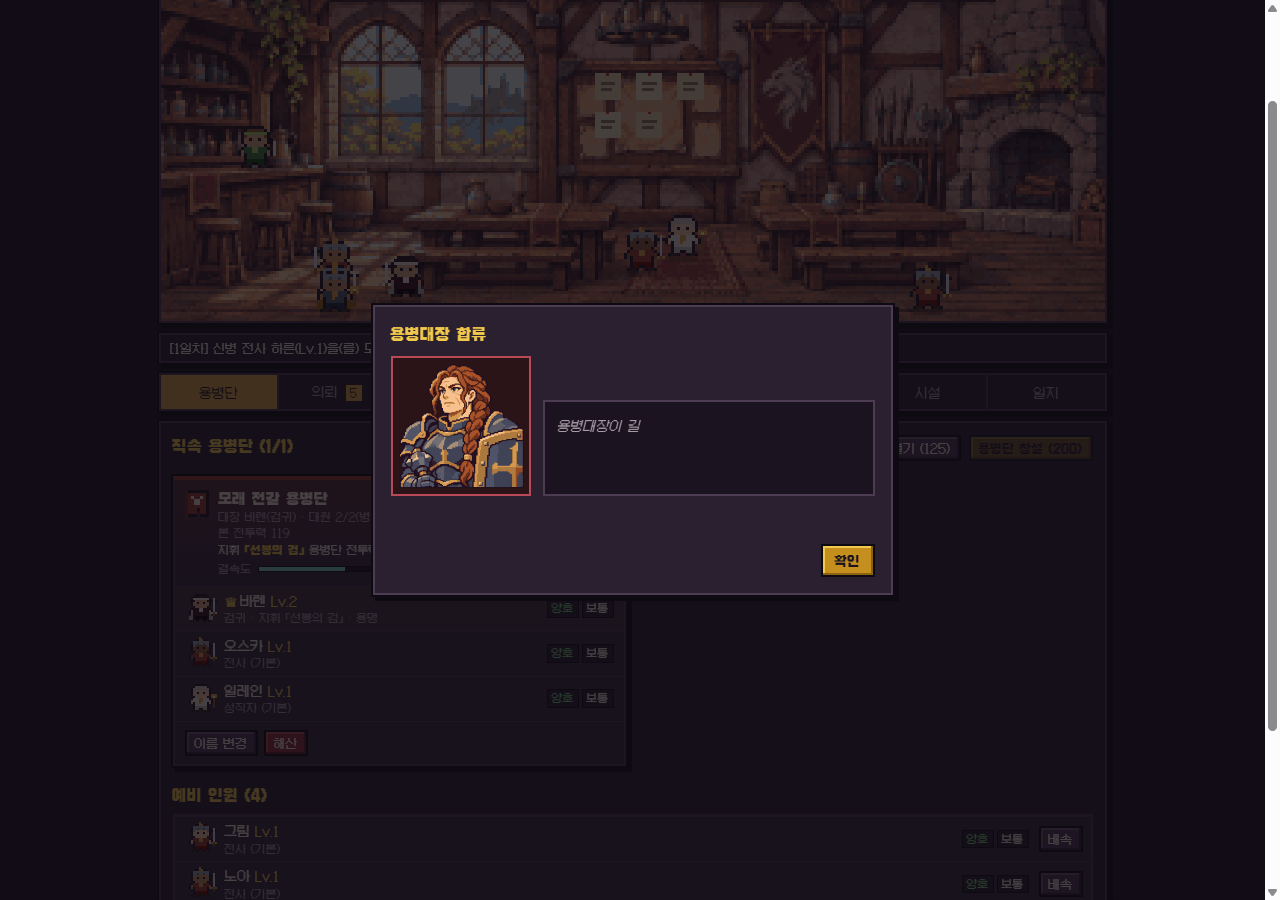 용병대장 합류
용병대장이 길
확인
[1일차] 신병 전사 하른(Lv.1)을(를) 모
용병단
의뢰 5
시설
일지
직속 용병단 (1/1)
기 (125)
용병단 창설 (200)
모래 전갈 용병단
대장 바렌(검귀) · 대원 2/2(병
본 전투력 119
지휘 「선봉의 검」 용병단 전투
결속도
바렌 Lv.2
검귀 · 지휘 「선봉의 검」 · 용명
양호 보통
오스카 Lv.1
전사 (기본)
양호 보통
일레인 Lv.1
성직자 (기본)
양호 보통
이름 변경
해산
예비 인원 (4)
그림 Lv.1
전사 (기본)
양호 보통 배속
노아 Lv.1
전사 (기본)
양호 보통 배속